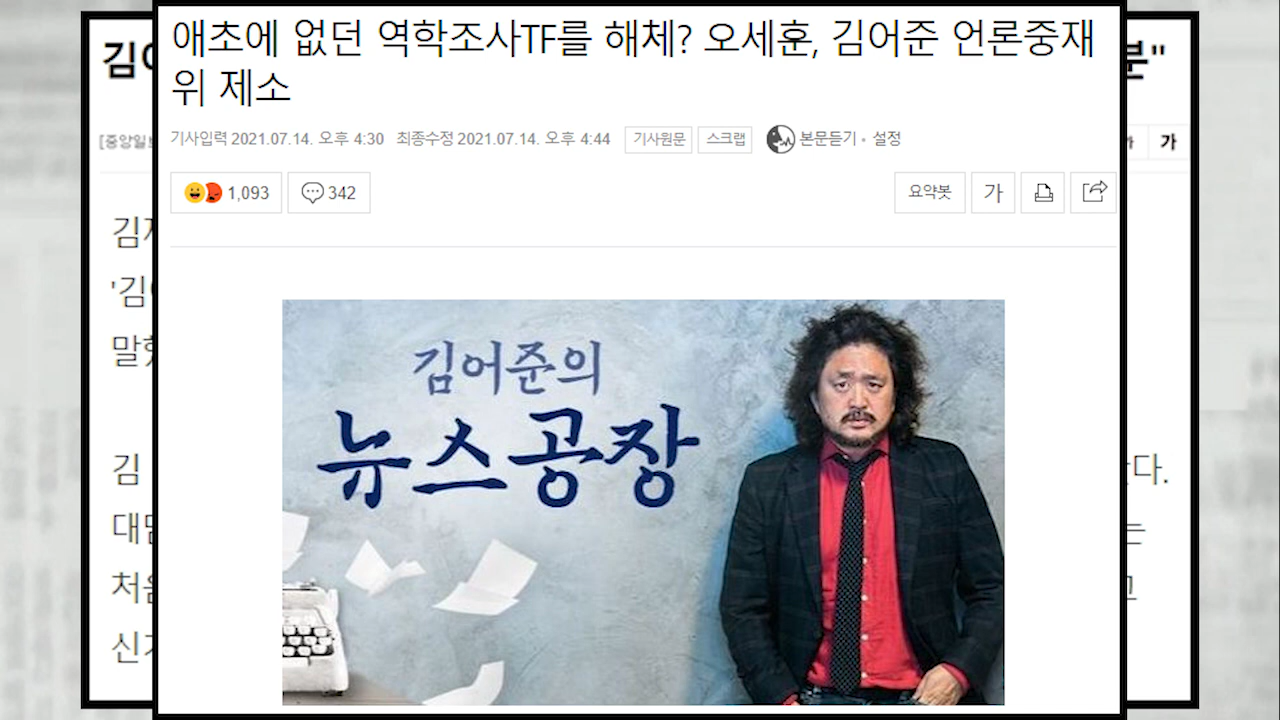 애초에 없던 역학조사TF를 해체? 오세훈, 김어준 언론중재
위 제소
기사입력 2021.07.14. 오후 4:30 최종수정 2021.07.14. 오후 4:44 기사원문 스크랩 본문듣기 · 설정
1,093 342 요약봇 가
김어준의
뉴스공장
가
김